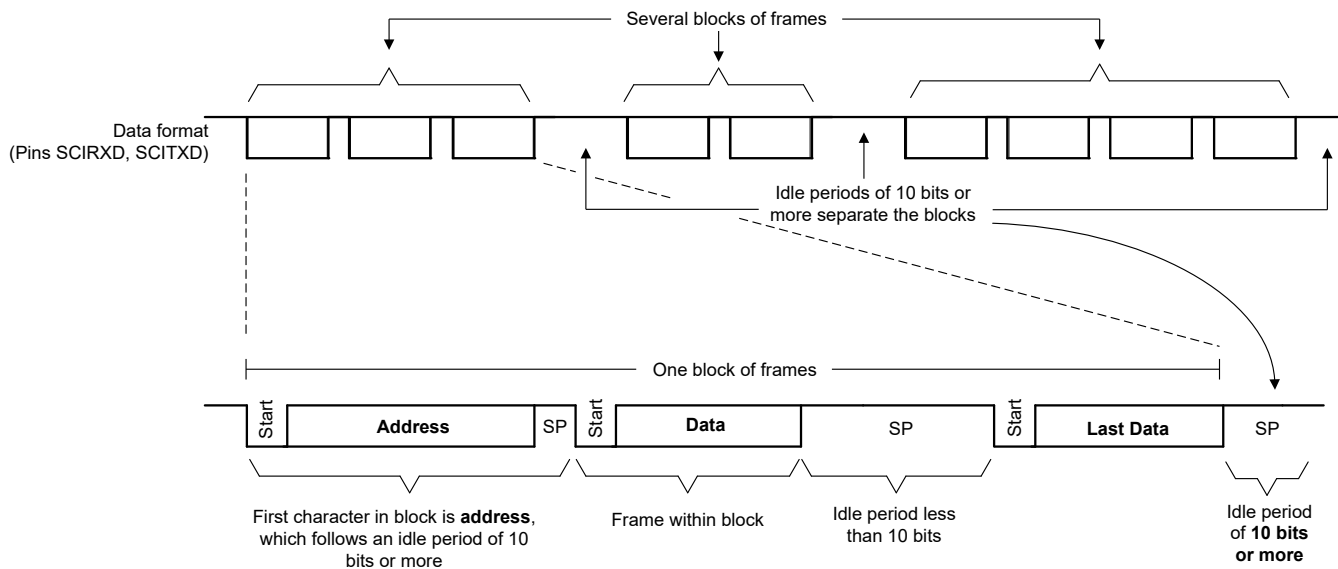 Several blocks of frames
Data format
(Pins SCIRXD, SCITXD)
Idle periods of 10 bits or
more separate the blocks
One block of frames
Start
Address
SP
Start
Data
SP
Start
Last Data
SP
First character in block is address,
which follows an idle period of 10
bits or more
Frame within block
Idle period less
than 10 bits
Idle period
of 10 bits
or more